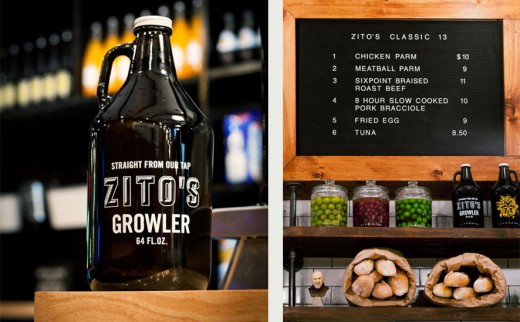 STRAIGHT FROM OUR TAP
ZITO'S
GROWLER
64 FL.OZ.
ZITO'S CLASSIC 13
1 CHICKEN PARM $10
2 MEATBALL PARM 9
3 SIXPOINT BRAISED 9
ROAST BEEF
4 8 HOUR SLOW COOKED 10
PORK BRACCIOLE
5 FRIED EGG 9
6 TUNA 8.50
ZITO'S
GROWLER